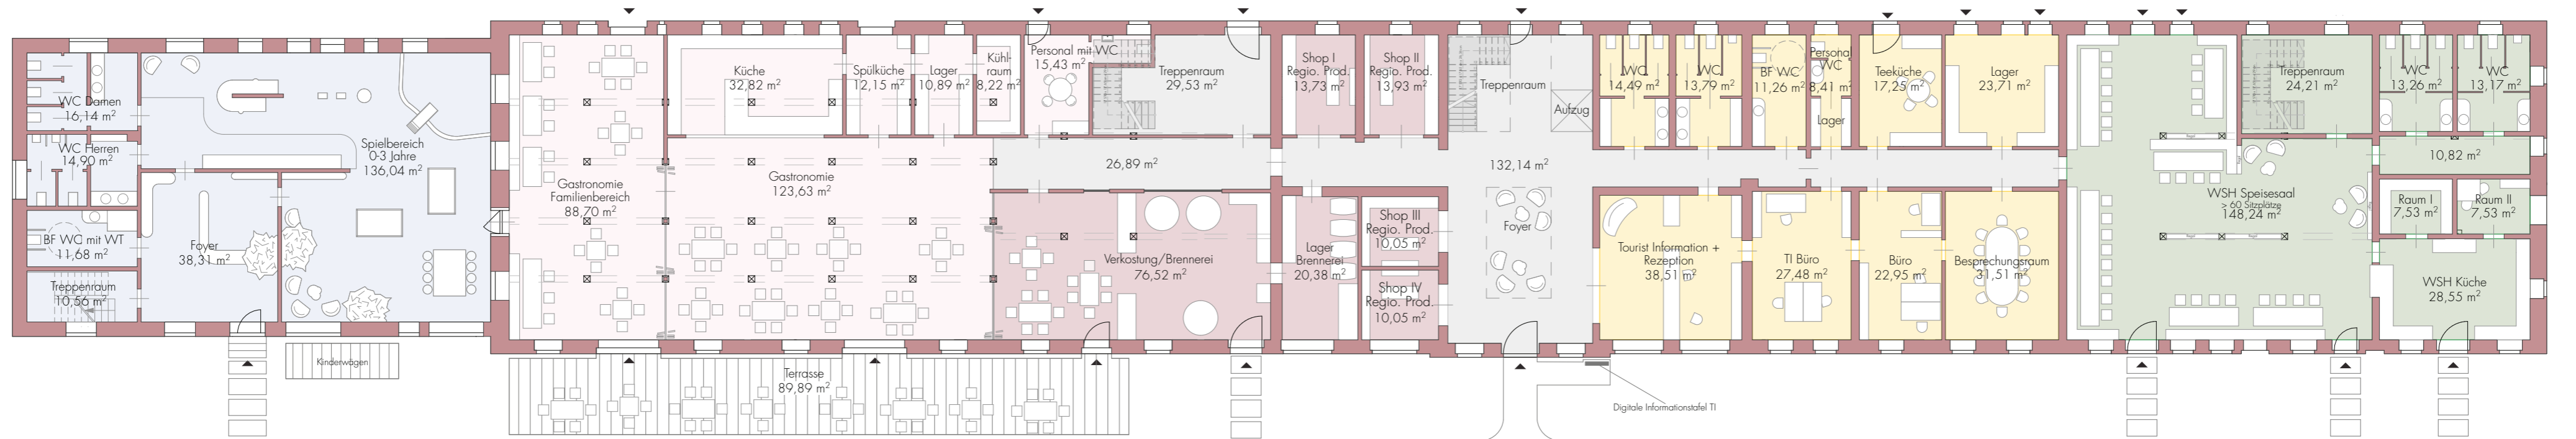 WC Damen
16,14 m²
WC Herren
14,90 m²
BF WC mit WT
11,68 m²
Treppenraum
10,56 m²
Foyer
38,31 m²
Spielbereich
0-3 Jahre
136,04 m²
Kinderwägen
Gastronomie
Familienbereich
88,70 m²
Küche
32,82 m²
Spülküche
12,15 m²
Lager
10,89 m²
Kühl-
raum
8,22 m²
Personal mit WC
15,43 m²
Treppenraum
29,53 m²
Gastronomie
123,63 m²
26,89 m²
Verkostung/Brennerei
76,52 m²
Terrasse
89,89 m²
Shop I
Regio. Prod.
13,73 m²
Shop II
Regio. Prod.
13,93 m²
Lager
Brennerei
20,38 m²
Shop III
Regio. Prod.
10,05 m²
Shop IV
Regio. Prod.
10,05 m²
Treppenraum
Aufzug
132,14 m²
Foyer
WC
14,49 m²
WC
13,79 m²
BF WC
11,26 m²
Personal
WC
8,41 m²
Lager
Teeküche
17,25 m²
Lager
23,71 m²
Tourist Information +
Rezeption
38,51 m²
TI Büro
27,48 m²
Büro
22,95 m²
Besprechungsraum
31,51 m²
Digitale Informationstafel TI
WSH Speisesaal
> 60 Sitzplätze
148,24 m²
Treppenraum
24,21 m²
WC
13,26 m²
WC
13,17 m²
10,82 m²
Raum I
7,53 m²
Raum II
7,53 m²
WSH Küche
28,55 m²